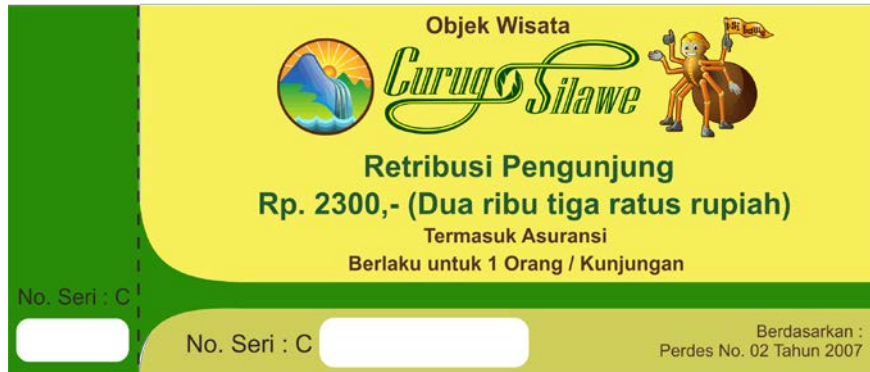 Objek Wisata
Curug Silawe
Retribusi Pengunjung
Rp. 2300,- (Dua ribu tiga ratus rupiah)
Termasuk Asuransi
Berlaku untuk 1 Orang / Kunjungan
No. Seri : C
No. Seri : C
Berdasarkan :
Perdes No. 02 Tahun 2007